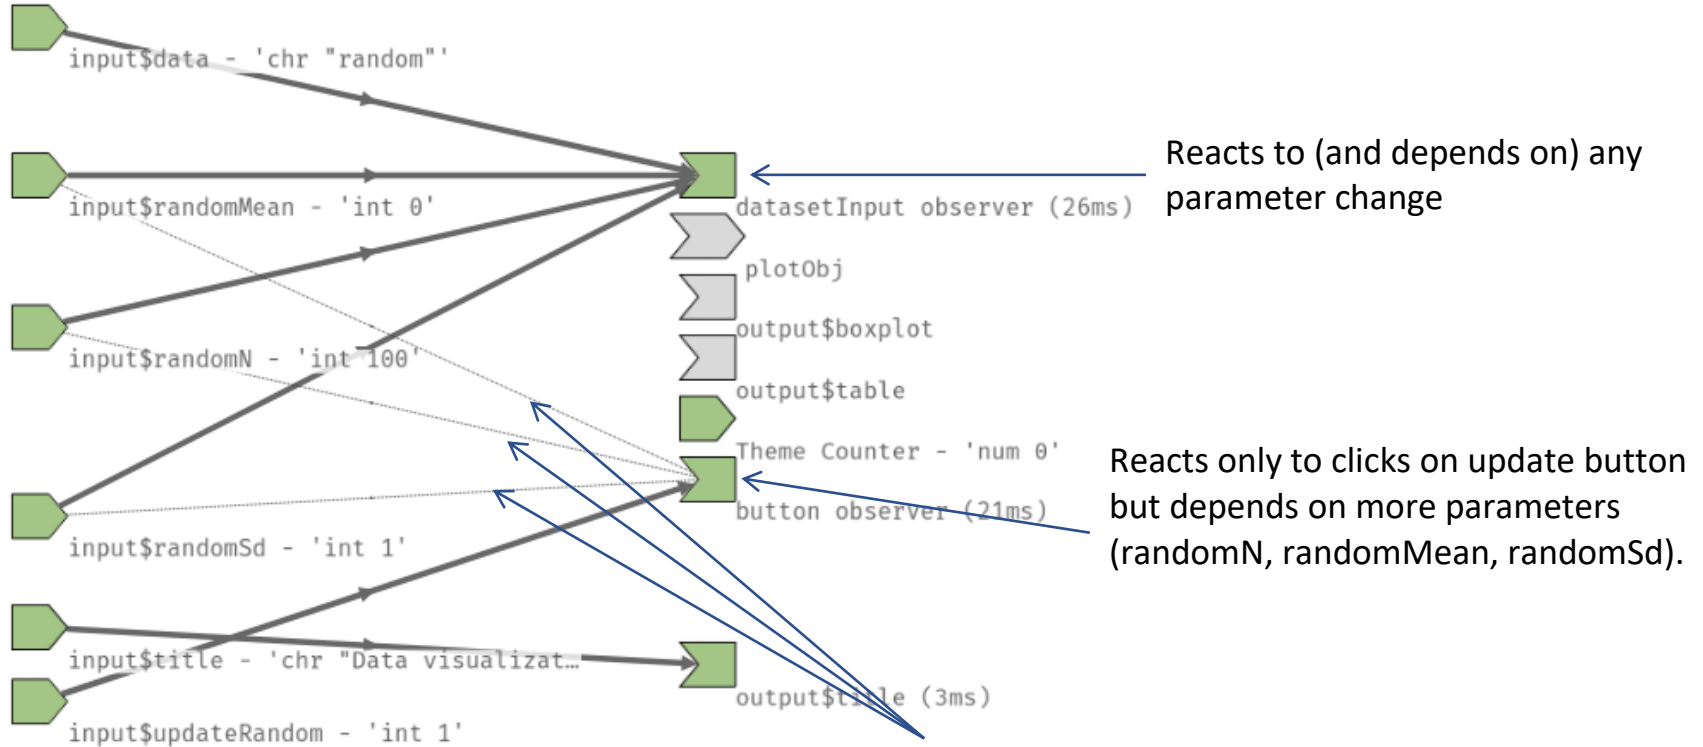 input$data - 'chr "random"'
input$randomMean - 'int 0'
input$randomN - 'int 100'
input$randomSd - 'int 1'
input$title - 'chr "Data visualizat…
input$updateRandom - 'int 1'
datasetInput observer (26ms)
plotObj
output$boxplot
output$table
Theme Counter - 'num 0'
button observer (21ms)
output$title (3ms)
Reacts to (and depends on) any
parameter change
Reacts only to clicks on update button
but depends on more parameters
(randomN, randomMean, randomSd).